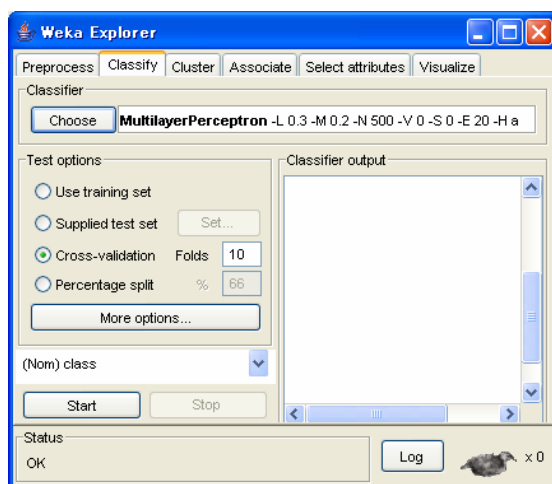 Weka Explorer
Preprocess Classify Cluster Associate Select attributes Visualize
Classifier
Choose MultilayerPerceptron -L 0.3 -M 0.2 -N 500 -V 0 -S 0 -E 20 -H a
Test options
Use training set
Supplied test set Set...
Cross-validation Folds 10
Percentage split % 66
More options...
(Nom) class
Start Stop
Classifier output
Status
OK
Log x 0